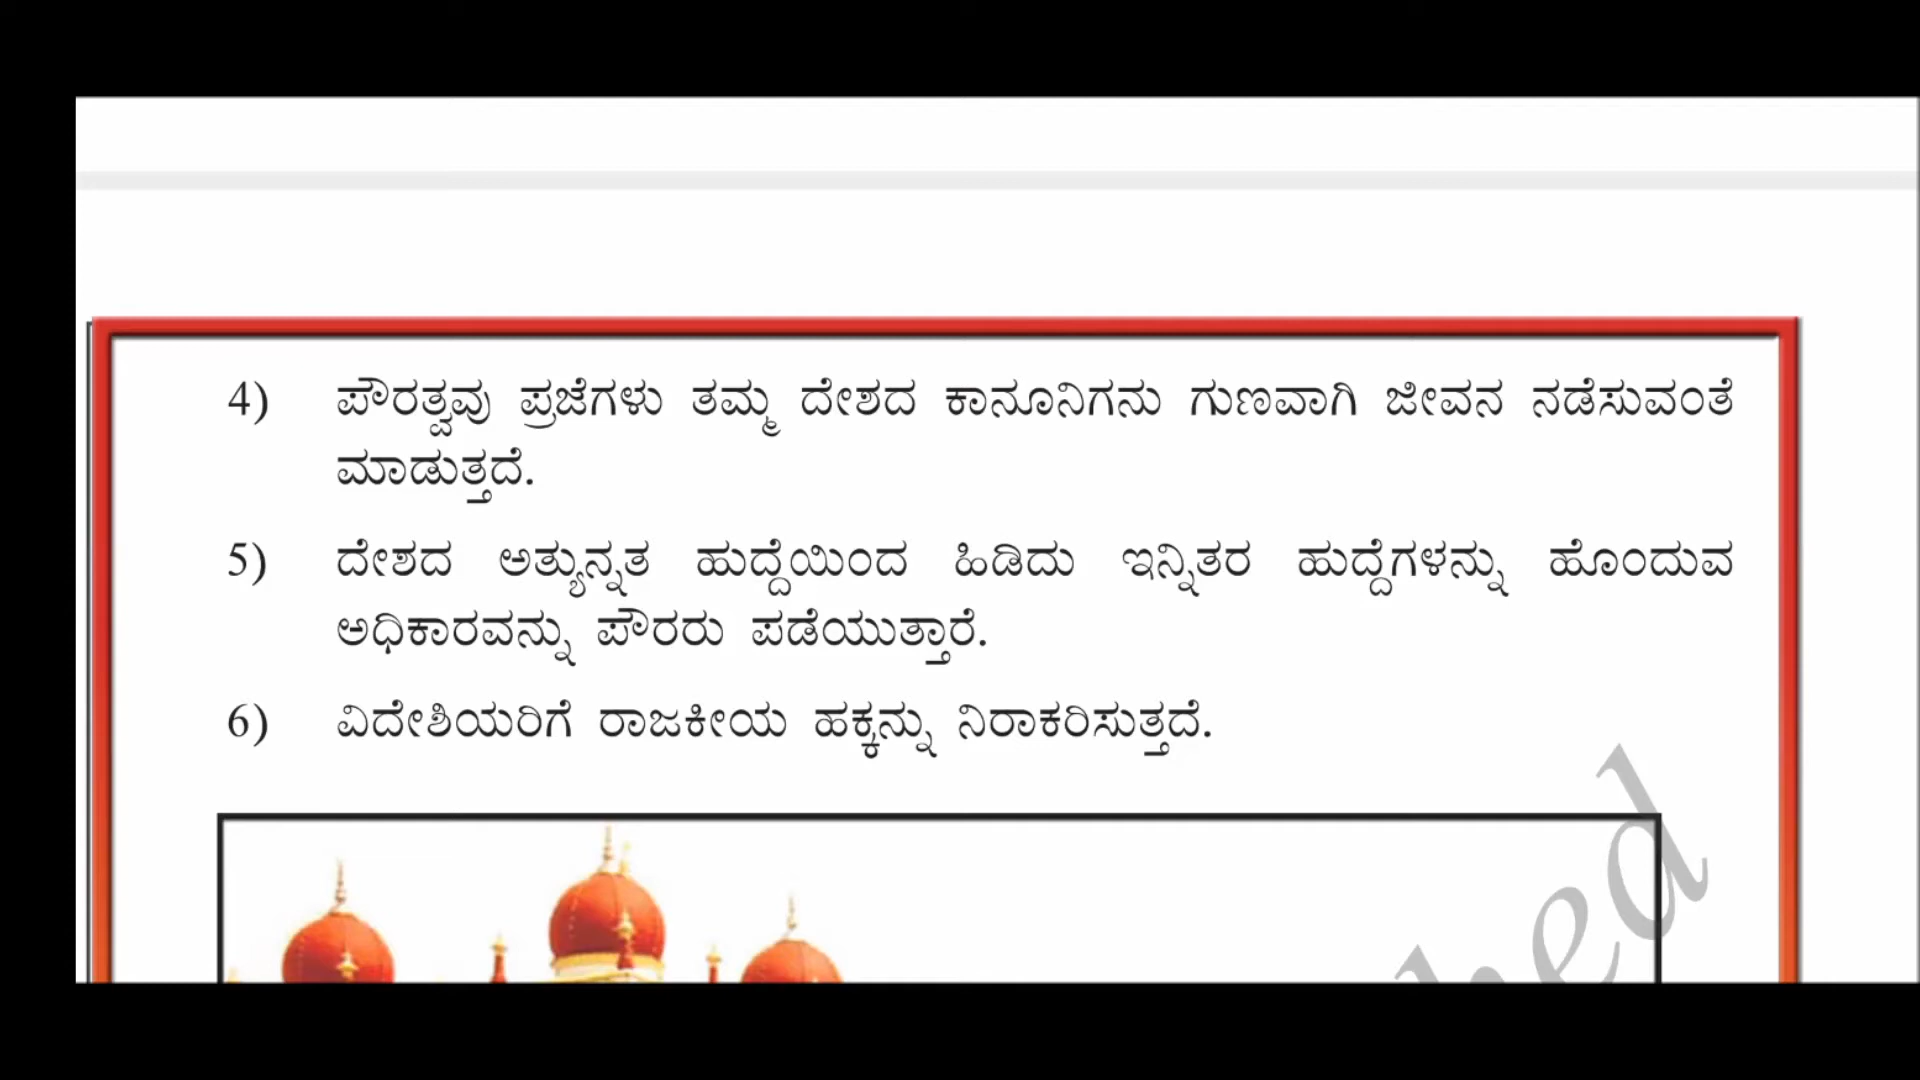 4) ಪೌರತ್ವವು ಪ್ರಜೆಗಳು ತಮ್ಮ ದೇಶದ ಕಾನೂನಿಗನು ಗುಣವಾಗಿ ಜೀವನ ನಡೆಸುವಂತೆ
ಮಾಡುತ್ತದೆ.
5) ದೇಶದ ಅತ್ಯುನ್ನತ ಹುದ್ದೆಯಿಂದ ಹಿಡಿದು ಇನ್ನಿತರ ಹುದ್ದೆಗಳನ್ನು ಹೊಂದುವ
ಅಧಿಕಾರವನ್ನು ಪೌರರು ಪಡೆಯುತ್ತಾರೆ.
6) ವಿದೇಶಿಯರಿಗೆ ರಾಜಕೀಯ ಹಕ್ಕನ್ನು ನಿರಾಕರಿಸುತ್ತದೆ.